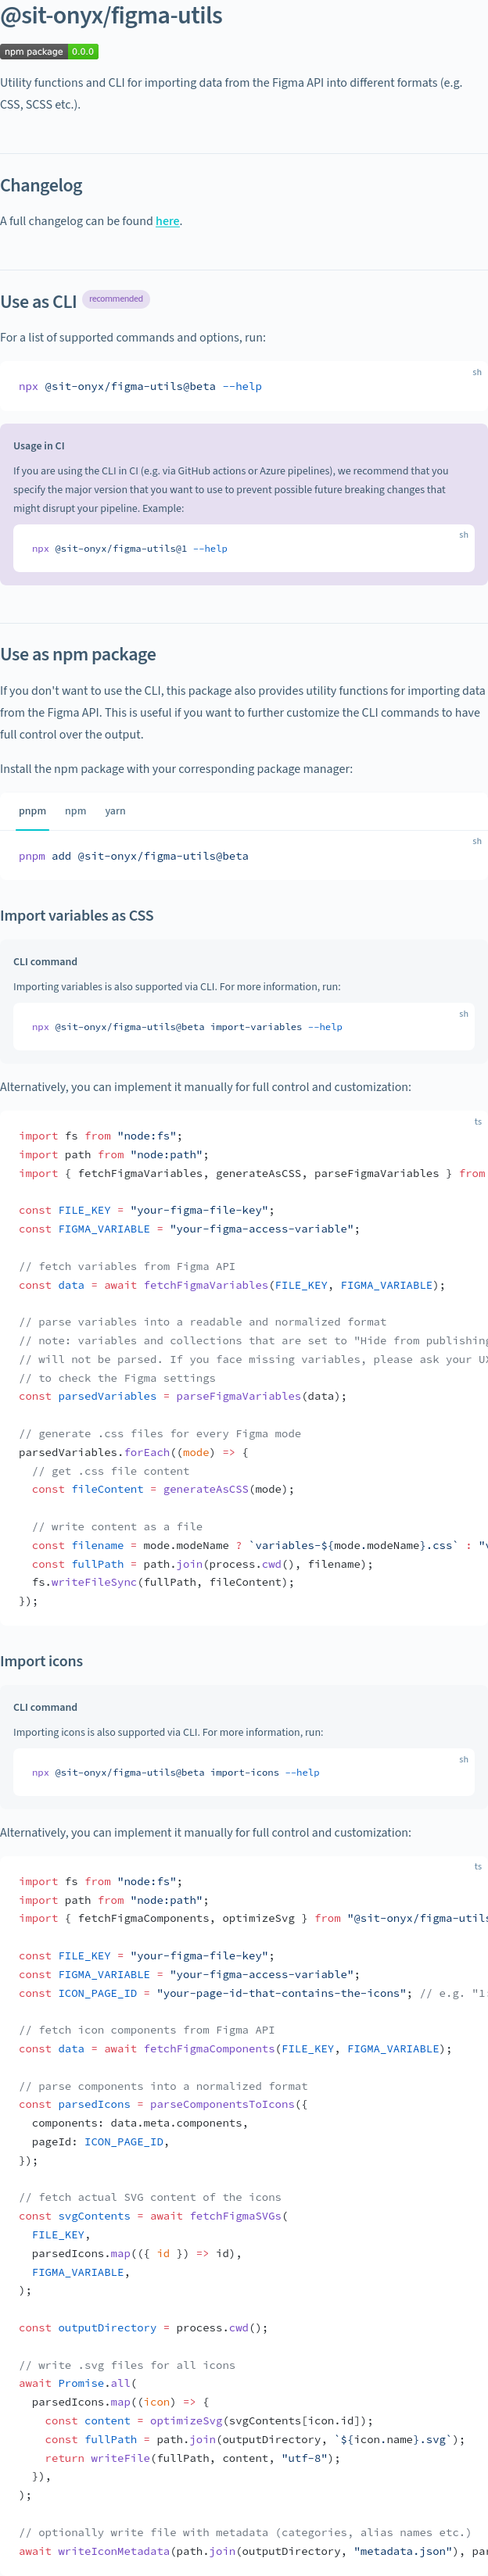 @sit-onyx/figma-utils
npm package 0.0.0
Utility functions and CLI for importing data from the Figma API into different formats (e.g.
CSS, SCSS etc.).
Changelog
A full changelog can be found here.
Use as CLI recommended
For a list of supported commands and options, run:
sh
npx @sit-onyx/figma-utils@beta --help
Usage in CI
If you are using the CLI in CI (e.g. via GitHub actions or Azure pipelines), we recommend that you
specify the major version that you want to use to prevent possible future breaking changes that
might disrupt your pipeline. Example:
sh
npx @sit-onyx/figma-utils@1 --help
Use as npm package
If you don't want to use the CLI, this package also provides utility functions for importing data
from the Figma API. This is useful if you want to further customize the CLI commands to have
full control over the output.
Install the npm package with your corresponding package manager:
pnpm npm yarn
sh
pnpm add @sit-onyx/figma-utils@beta
Import variables as CSS
CLI command
Importing variables is also supported via CLI. For more information, run:
sh
npx @sit-onyx/figma-utils@beta import-variables --help
Alternatively, you can implement it manually for full control and customization:
ts
import fs from "node:fs";
import path from "node:path";
import { fetchFigmaVariables, generateAsCSS, parseFigmaVariables } from
const FILE_KEY = "your-figma-file-key";
const FIGMA_VARIABLE = "your-figma-access-variable";
// fetch variables from Figma API
const data = await fetchFigmaVariables(FILE_KEY, FIGMA_VARIABLE);
// parse variables into a readable and normalized format
// note: variables and collections that are set to "Hide from publishing
// will not be parsed. If you face missing variables, please ask your UX
// to check the Figma settings
const parsedVariables = parseFigmaVariables(data);
// generate .css files for every Figma mode
parsedVariables.forEach((mode) => {
// get .css file content
const fileContent = generateAsCSS(mode);
// write content as a file
const filename = mode.modeName ? `variables-${mode.modeName}.css` : "v
const fullPath = path.join(process.cwd(), filename);
fs.writeFileSync(fullPath, fileContent);
});
Import icons
CLI command
Importing icons is also supported via CLI. For more information, run:
sh
npx @sit-onyx/figma-utils@beta import-icons --help
Alternatively, you can implement it manually for full control and customization:
ts
import fs from "node:fs";
import path from "node:path";
import { fetchFigmaComponents, optimizeSvg } from "@sit-onyx/figma-utils
const FILE_KEY = "your-figma-file-key";
const FIGMA_VARIABLE = "your-figma-access-variable";
const ICON_PAGE_ID = "your-page-id-that-contains-the-icons"; // e.g. "1:
// fetch icon components from Figma API
const data = await fetchFigmaComponents(FILE_KEY, FIGMA_VARIABLE);
// parse components into a normalized format
const parsedIcons = parseComponentsToIcons({
components: data.meta.components,
pageId: ICON_PAGE_ID,
});
// fetch actual SVG content of the icons
const svgContents = await fetchFigmaSVGs(
FILE_KEY,
parsedIcons.map(({ id }) => id),
FIGMA_VARIABLE,
);
const outputDirectory = process.cwd();
// write .svg files for all icons
await Promise.all(
parsedIcons.map((icon) => {
const content = optimizeSvg(svgContents[icon.id]);
const fullPath = path.join(outputDirectory, `${icon.name}.svg`);
return writeFile(fullPath, content, "utf-8");
}),
);
// optionally write file with metadata (categories, alias names etc.)
await writeIconMetadata(path.join(outputDirectory, "metadata.json"), par